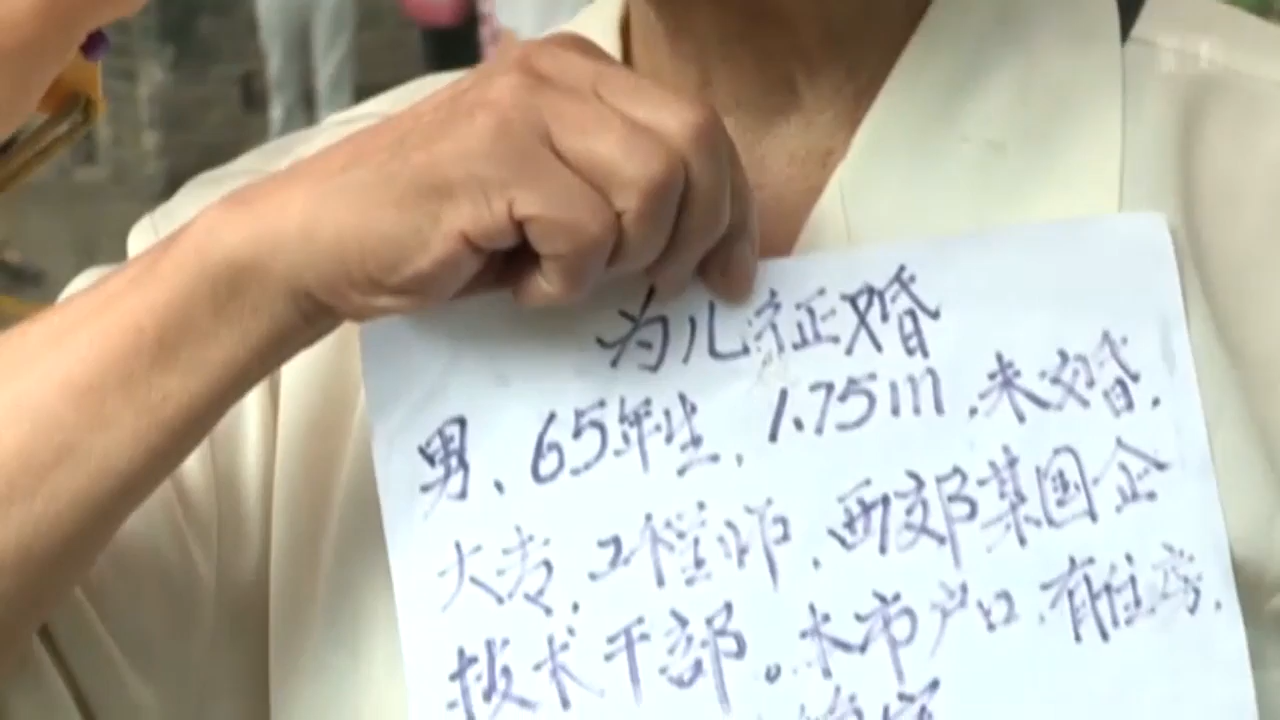 为儿征婚
男、65年生、1.75m、未婚、
大专、工程师、西郊某国企
技术干部。本市户口、有住房、